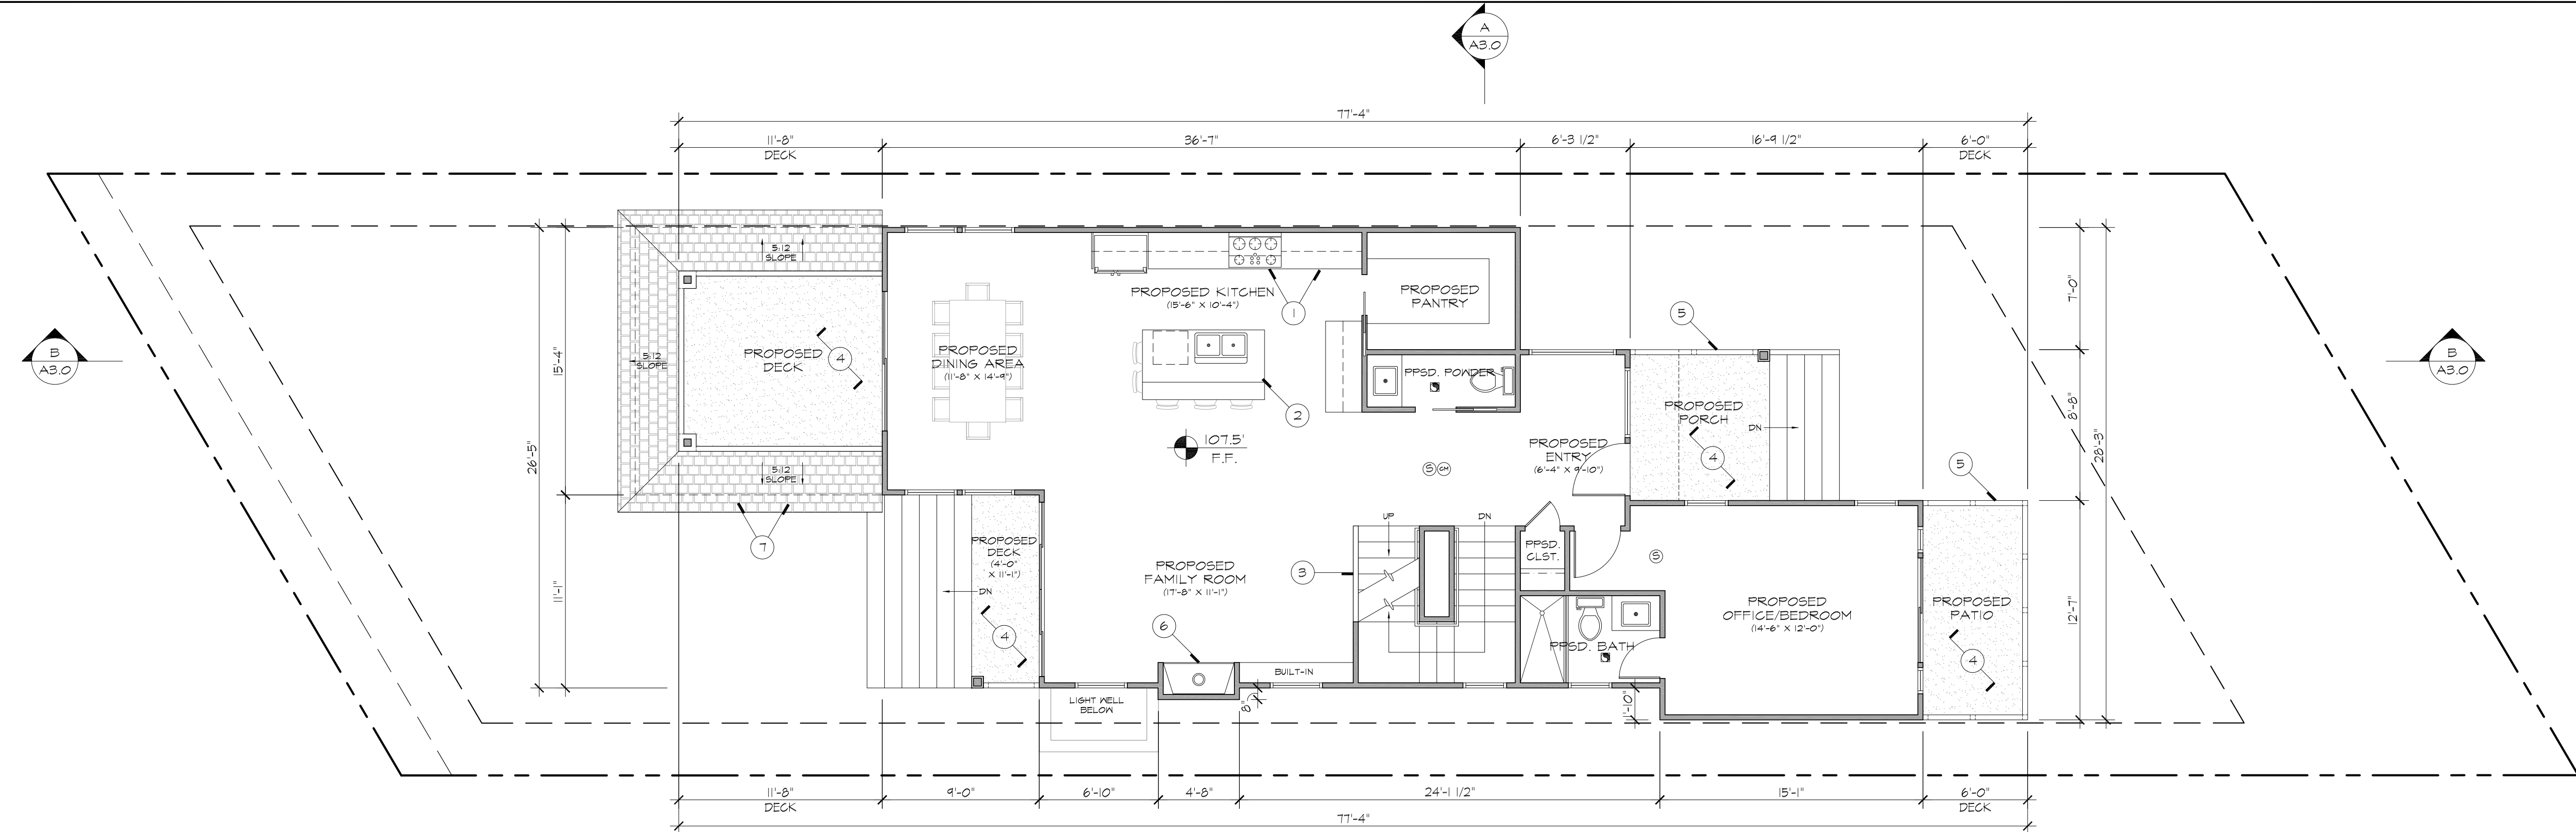 A
A3.0
77'-4"
11'-8"
DECK
36'-7"
6'-3 1/2"
16'-9 1/2"
6'-0"
DECK
5:12
SLOPE
PROPOSED KITCHEN
(15'-6" X 10'-4")
1
PROPOSED
PANTRY
5
7'-0"
B
A3.0
5:12
SLOPE
PROPOSED
DECK
4
PROPOSED
DINING AREA
(11'-8" X 14'-9")
PPSD. POWDER
2
B
A3.0
15'-4"
26'-5"
PROPOSED
PORCH
DN
4
8'-8"
28'-3"
107.5'
F.F.
S
CM
PROPOSED
ENTRY
(6'-4" X 9'-10")
5
5:12
SLOPE
7
PROPOSED
DECK
(4'-0"
X 11'-1")
DN
4
11'-1"
UP
DN
PPSD.
CLST.
S
3
PROPOSED
FAMILY ROOM
(17'-8" X 11'-1")
6
BUILT-IN
PPSD. BATH
PROPOSED
OFFICE/BEDROOM
(14'-6" X 12'-0")
PROPOSED
PATIO
4
12'-7"
LIGHT WELL
BELOW
8"
1'-10"
11'-8"
DECK
9'-0"
6'-10"
4'-8"
24'-1 1/2"
15'-1"
6'-0"
DECK
77'-4"